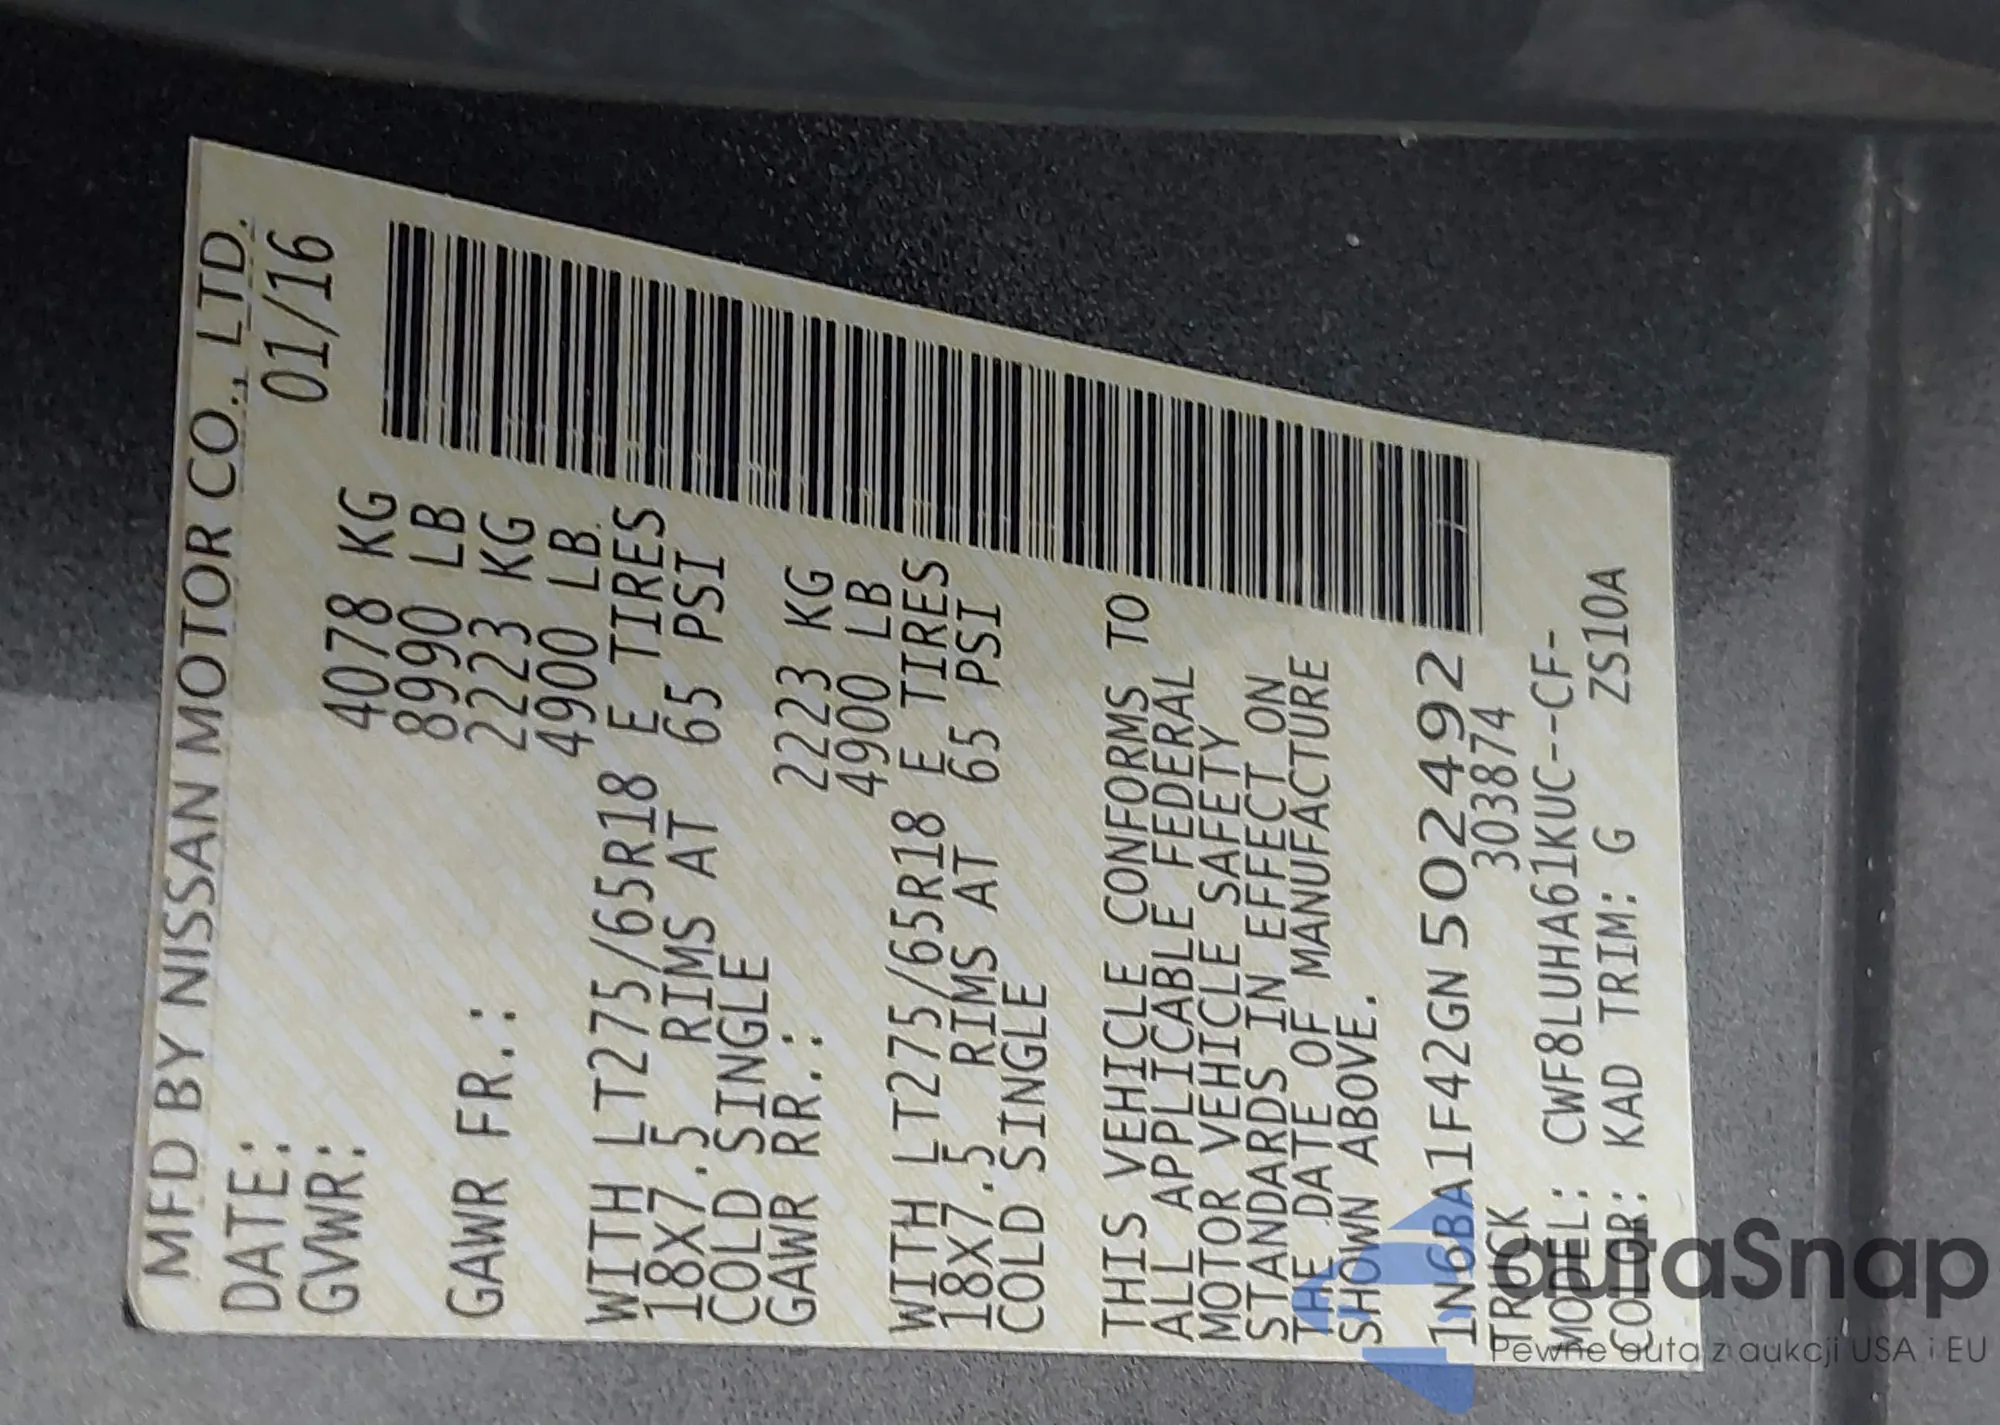 MFD BY NISSAN MOTOR CO., LTD.
DATE: 01/16
GVWR: 4078 KG
8990 LB
GAWR FR.: 2223 KG
4900 LB
WITH LT275/65R18 E TIRES
18X7.5 RIMS AT 65 PSI
COLD SINGLE
GAWR RR.: 2223 KG
4900 LB
WITH LT275/65R18 E TIRES
18X7.5 RIMS AT 65 PSI
COLD SINGLE
THIS VEHICLE CONFORMS TO
ALL APPLICABLE FEDERAL
MOTOR VEHICLE SAFETY
STANDARDS IN EFFECT ON
THE DATE OF MANUFACTURE
SHOWN ABOVE.
1N6BA1F42GN502492
TRUCK 303874
MODEL: CWF8LUHA61KUC--CF-
COLOR: KAD TRIM: G ZS10A
autaSnap
Pewne auta z aukcji USA i EU